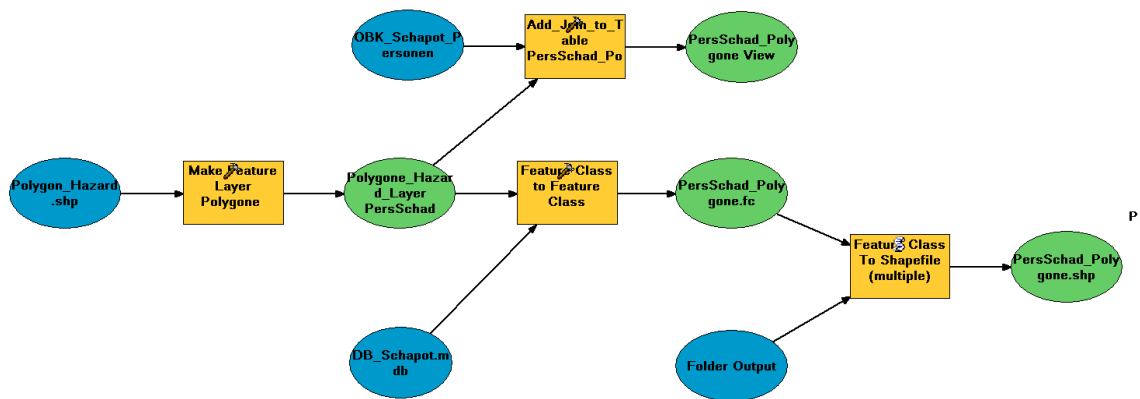 OBK_Schapot_P
ersonen
Add_Join_to_T
able
PersSchad_Po
PersSchad_Poly
gone View
Polygon_Hazard
.shp
Make Feature
Layer
Polygone
Polygone_Hazar
d_Layer
PersSchad
Feature Class
to Feature
Class
PersSchad_Poly
gone.fc
P
Feature Class
To Shapefile
(multiple)
PersSchad_Poly
gone.shp
DB_Schapot.m
db
Folder Output